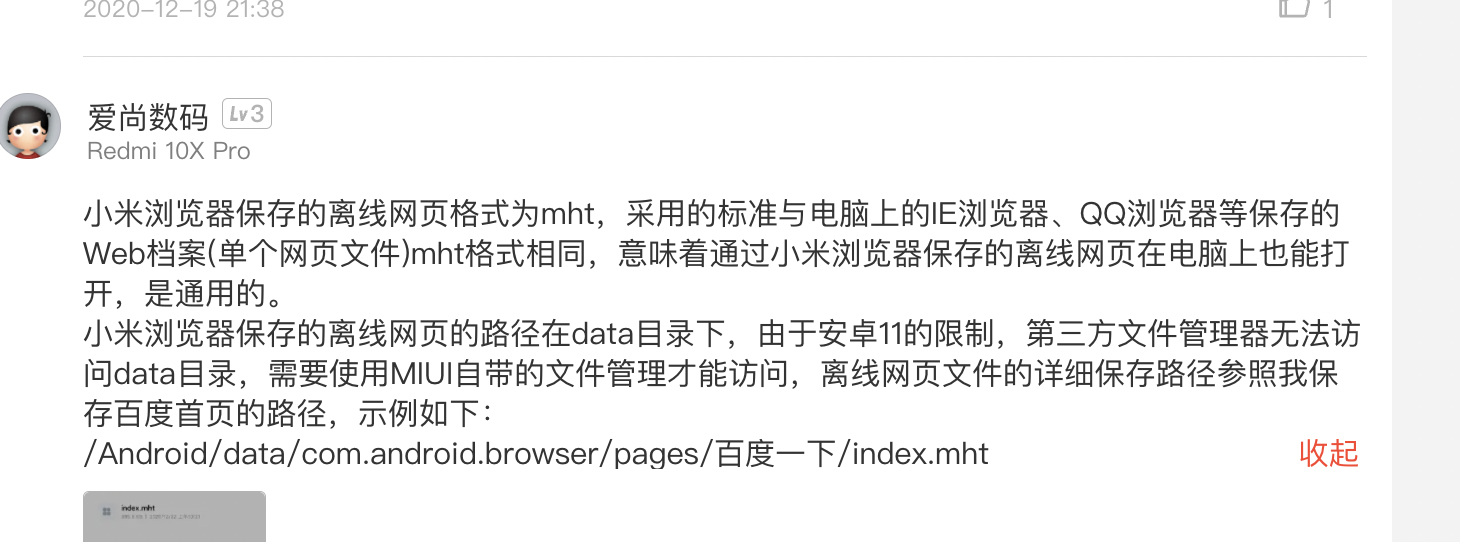 2020-12-19 21:38
1
爱尚数码 Lv3
Redmi 10X Pro
小米浏览器保存的离线网页格式为mht，采用的标准与电脑上的IE浏览器、QQ浏览器等保存的
Web档案(单个网页文件)mht格式相同，意味着通过小米浏览器保存的离线网页在电脑上也能打
开，是通用的。
小米浏览器保存的离线网页的路径在data目录下，由于安卓11的限制，第三方文件管理器无法访
问data目录，需要使用MIUI自带的文件管理才能访问，离线网页文件的详细保存路径参照我保
存百度首页的路径，示例如下：
/Android/data/com.android.browser/pages/百度一下/index.mht 收起
index.mht